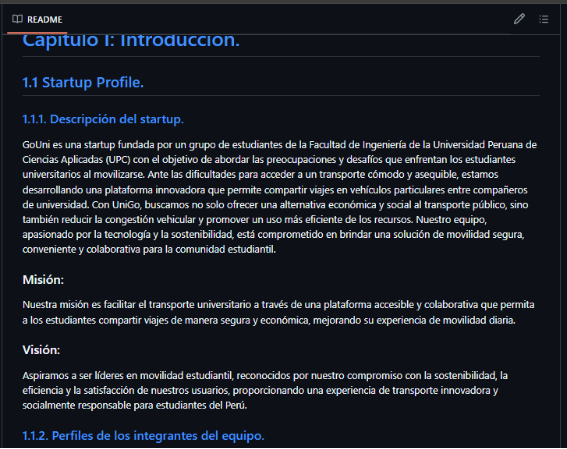 README
Capítulo I: Introducción.
1.1 Startup Profile.
1.1.1. Descripción del startup.
GoUni es una startup fundada por un grupo de estudiantes de la Facultad de Ingeniería de la Universidad Peruana de
Ciencias Aplicadas (UPC) con el objetivo de abordar las preocupaciones y desafíos que enfrentan los estudiantes
universitarios al movilizarse. Ante las dificultades para acceder a un transporte cómodo y asequible, estamos
desarrollando una plataforma innovadora que permite compartir viajes en vehículos particulares entre compañeros
de universidad. Con UniGo, buscamos no solo ofrecer una alternativa económica y social al transporte público, sino
también reducir la congestión vehicular y promover un uso más eficiente de los recursos. Nuestro equipo,
apasionado por la tecnología y la sostenibilidad, está comprometido en brindar una solución de movilidad segura,
conveniente y colaborativa para la comunidad estudiantil.
Misión:
Nuestra misión es facilitar el transporte universitario a través de una plataforma accesible y colaborativa que permita
a los estudiantes compartir viajes de manera segura y económica, mejorando su experiencia de movilidad diaria.
Visión:
Aspiramos a ser líderes en movilidad estudiantil, reconocidos por nuestro compromiso con la sostenibilidad, la
eficiencia y la satisfacción de nuestros usuarios, proporcionando una experiencia de transporte innovadora y
socialmente responsable para estudiantes del Perú.
1.1.2. Perfiles de los integrantes del equipo.